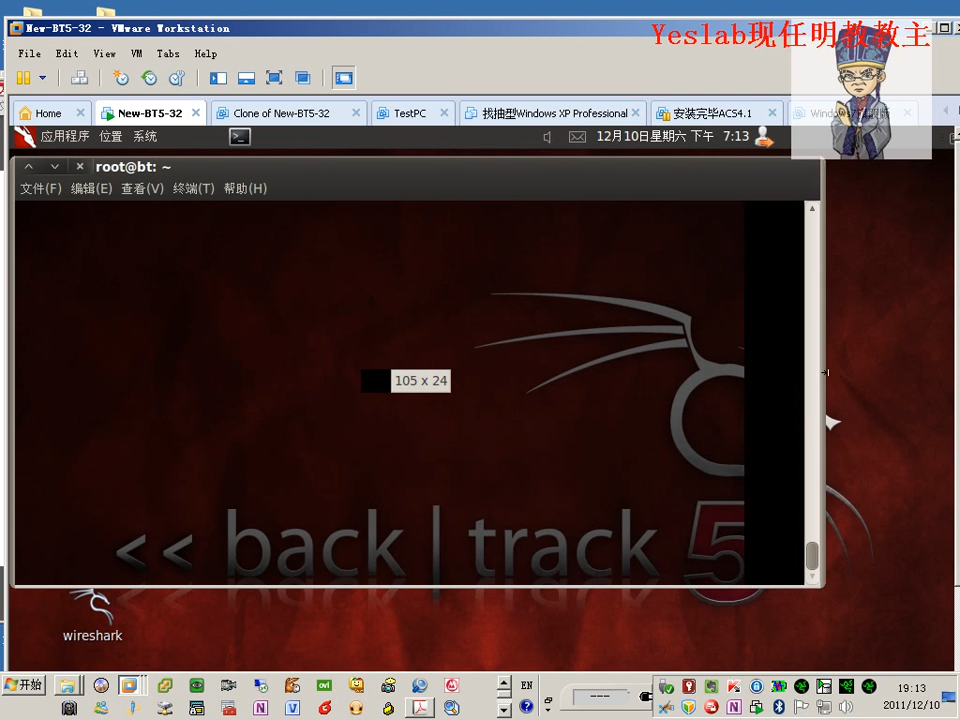 New-BT5-32 - VMware Workstation
Yeslab现任明教教主
File Edit View VM Tabs Help
Home New-BT5-32 Clone of New-BT5-32 TestPC 找抽型Windows XP Professional 安装完毕ACS4.1
应用程序 位置 系统 12月10日星期六 下午 7:13
root@bt: ~
文件(F) 编辑(E) 查看(V) 终端(T) 帮助(H)
105 x 24
<< back | track 5
wireshark
开始 ovi EN 19:13
2011/12/10